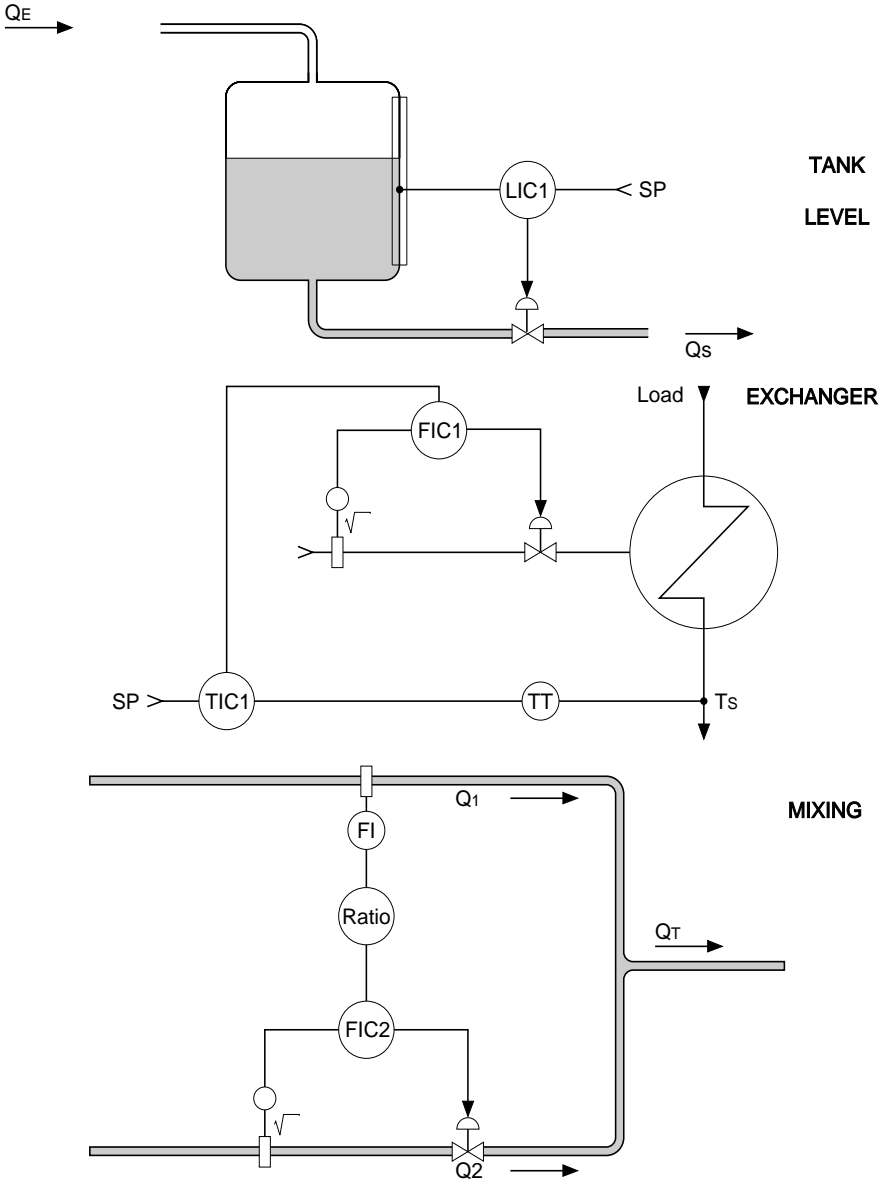 QE
TANK
LIC1
SP
LEVEL
QS
Load
EXCHANGER
FIC1
√
SP
TIC1
TT
TS
Q1
MIXING
FI
Ratio
QT
FIC2
√
Q2